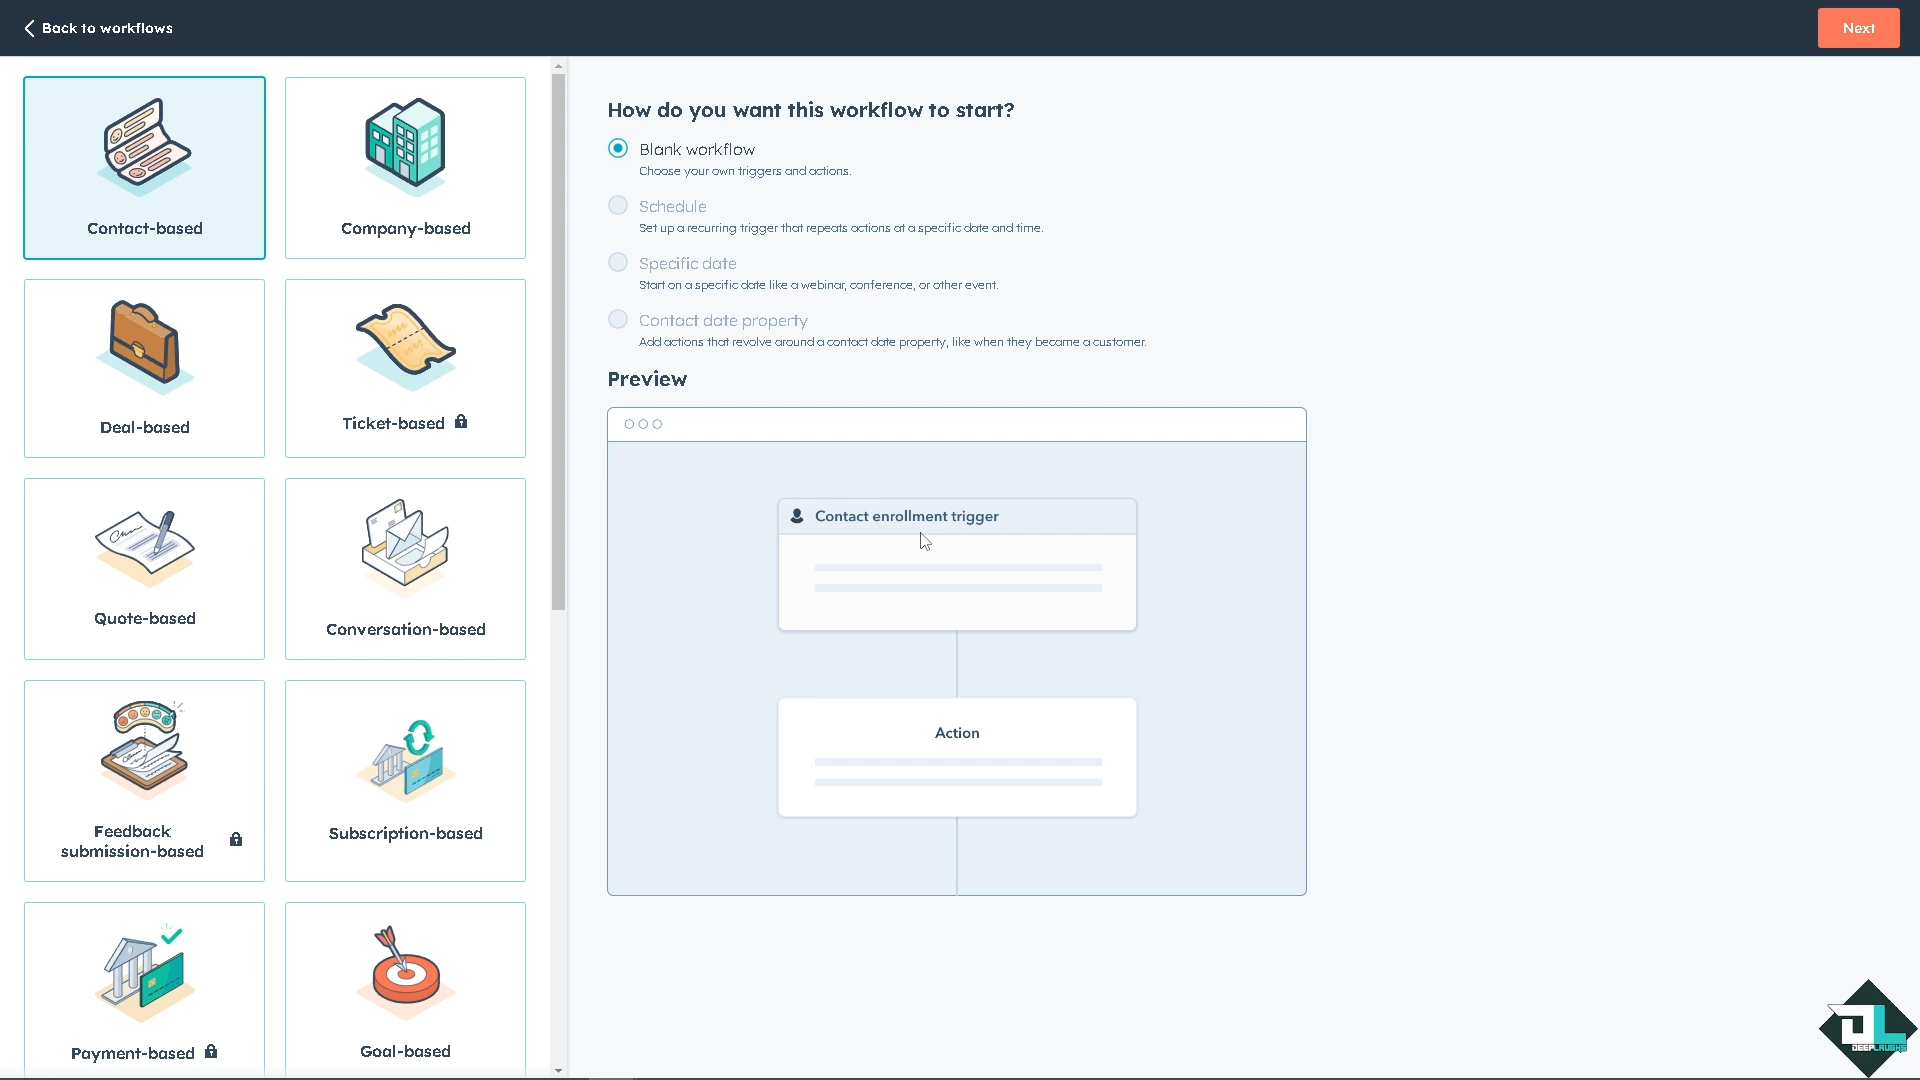 Back to workflows
Next
Contact-based
Company-based
Deal-based
Ticket-based
Quote-based
Conversation-based
Feedback
submission-based
Subscription-based
Payment-based
Goal-based
How do you want this workflow to start?
Blank workflow
Choose your own triggers and actions.
Schedule
Set up a recurring trigger that repeats actions at a specific date and time.
Specific date
Start on a specific date like a webinar, conference, or other event.
Contact date property
Add actions that revolve around a contact date property, like when they became a customer.
Preview
Contact enrollment trigger
Action
DL
DEEPLAUGHS